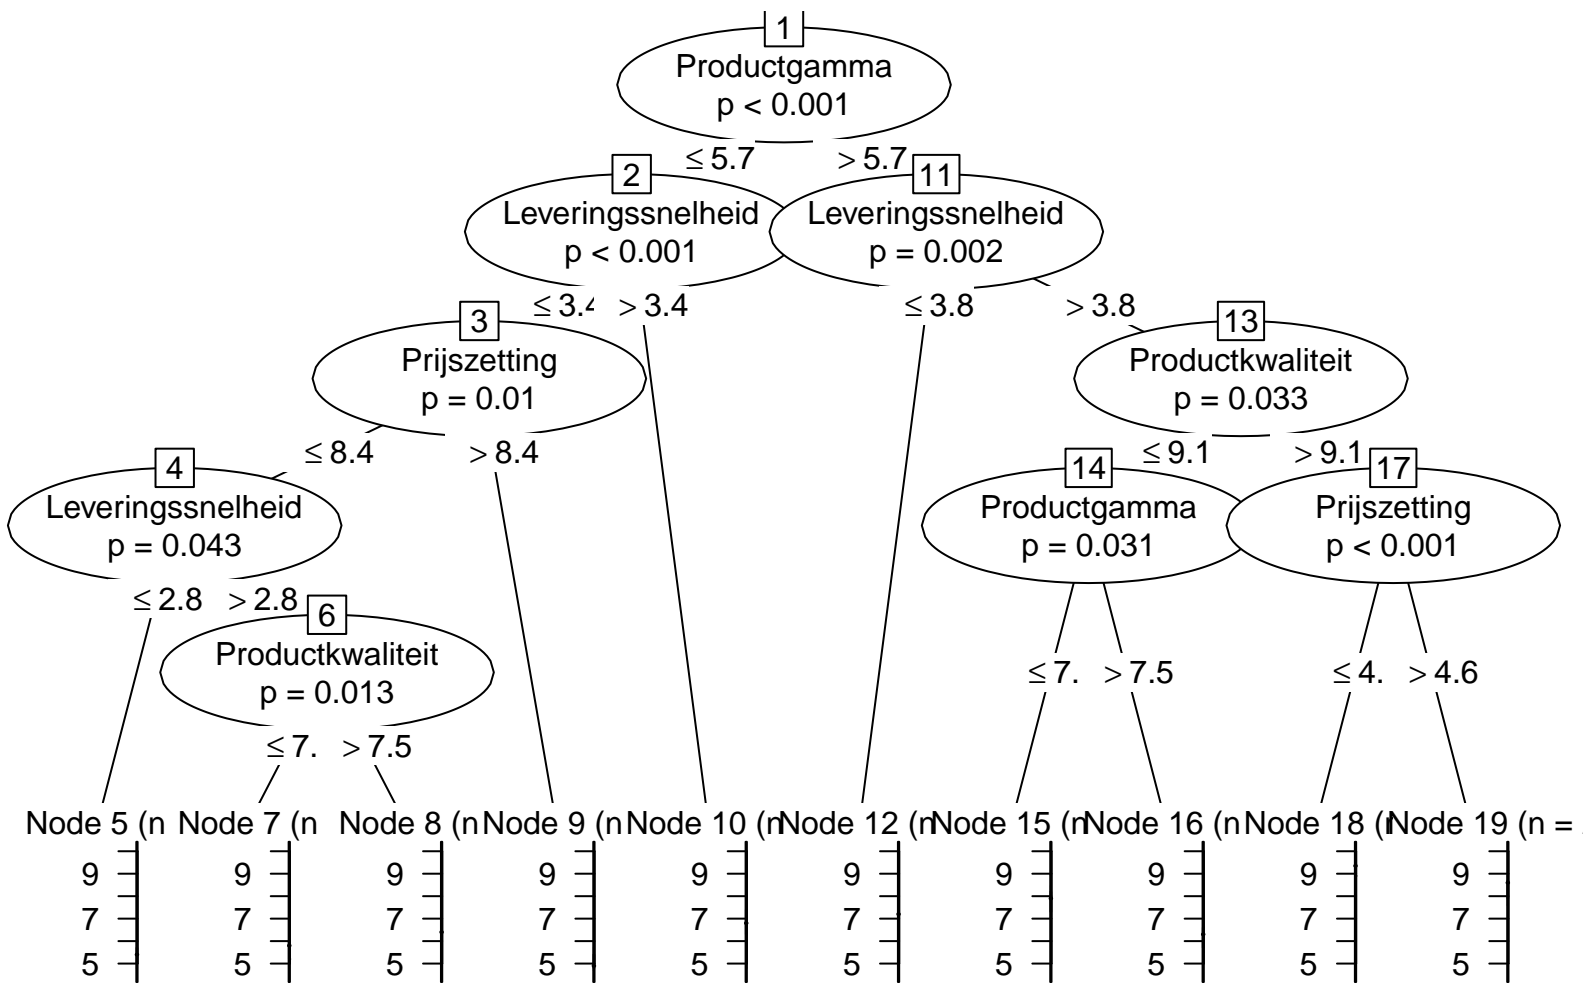 1
Productgamma
p < 0.001
≤ 5.7 > 5.7
2 11
Leveringssnelheid Leveringssnelheid
p < 0.001 p = 0.002
≤ 3.4 > 3.4 ≤ 3.8 > 3.8
3 13
Prijszetting Productkwaliteit
p = 0.01 p = 0.033
≤ 8.4 > 8.4 ≤ 9.1 > 9.1
4 14 17
Leveringssnelheid Productgamma Prijszetting
p = 0.043 p = 0.031 p < 0.001
≤ 2.8 > 2.8
6
Productkwaliteit
p = 0.013
≤ 7. > 7.5 ≤ 4. > 4.6
≤ 7. > 7.5
Node 5 (n Node 7 (n Node 8 (n Node 9 (n Node 10 (n Node 12 (n Node 15 (n Node 16 (n Node 18 ( Node 19 (n =
9 9 9 9 9 9 9 9 9 9
7 7 7 7 7 7 7 7 7 7
5 5 5 5 5 5 5 5 5 5